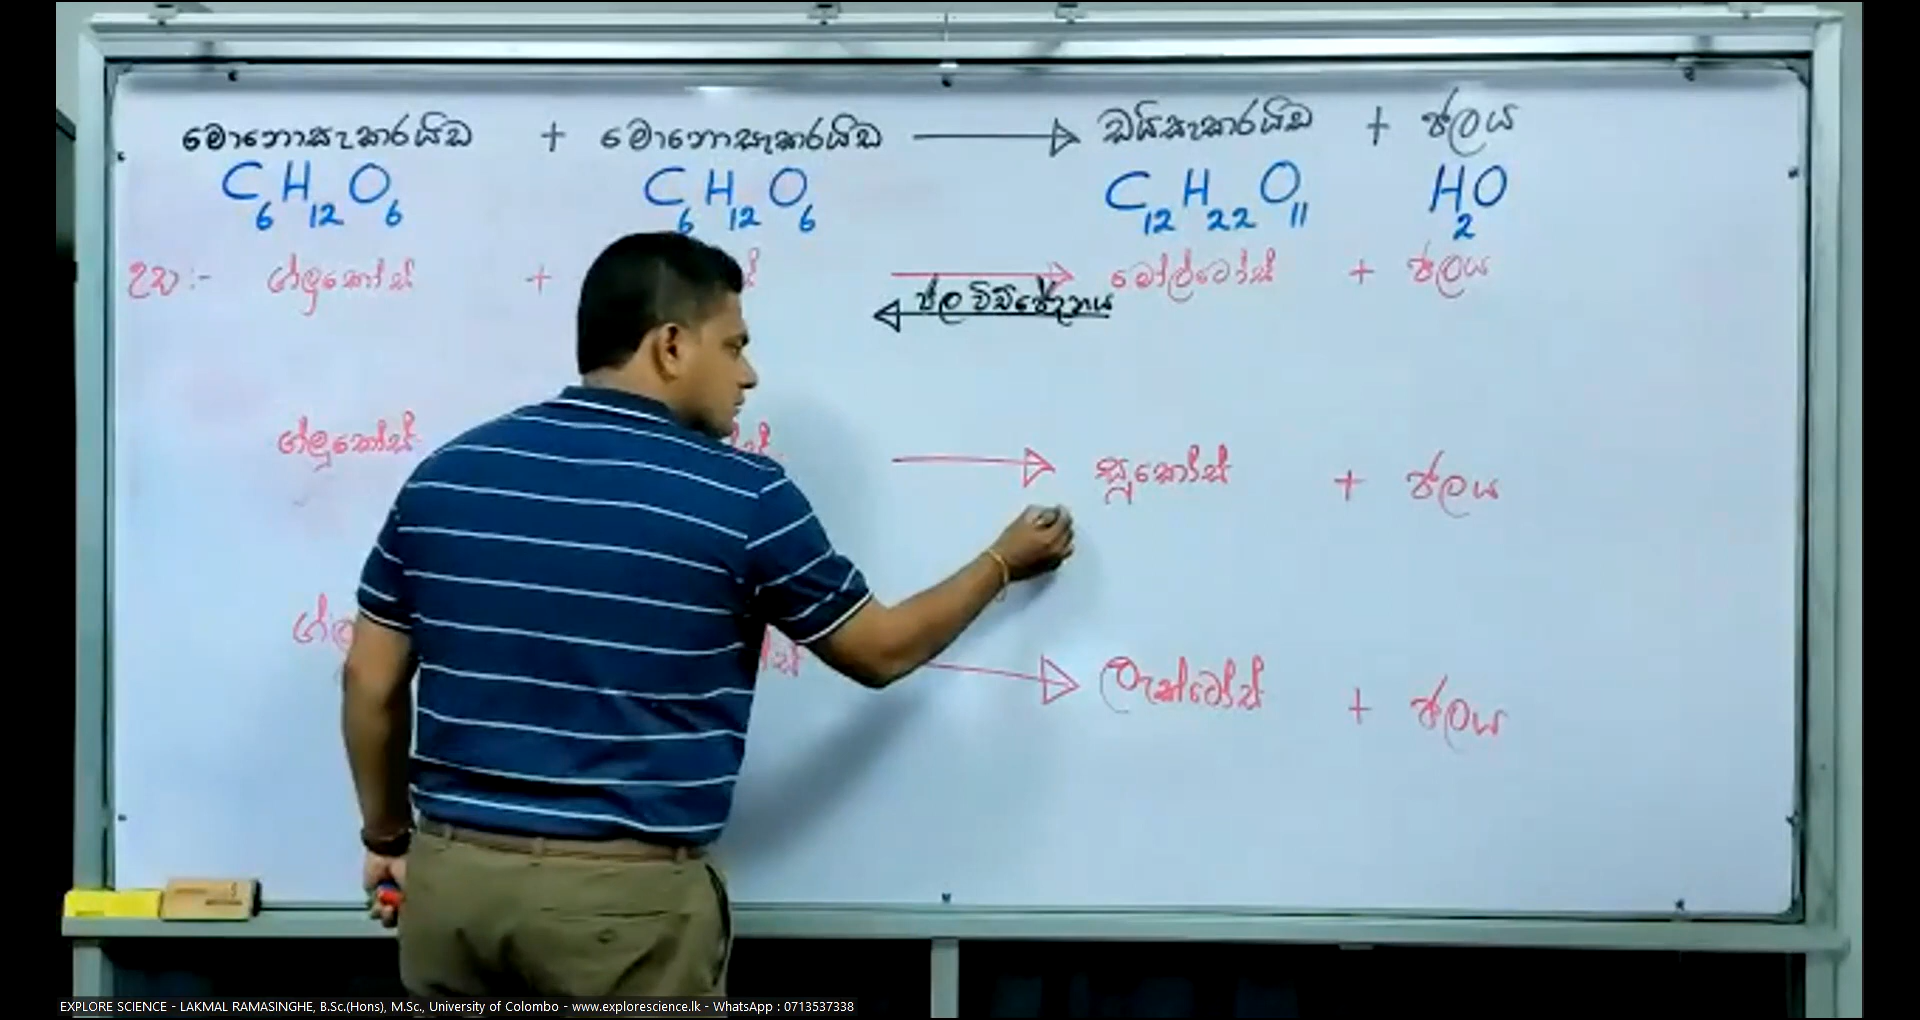 මොනොසැකරයිඩ + මොනොසැකරයිඩ → ඩයිසැකරයිඩ + ජලය
C6H12O6 C6H12O6 C12H22O11 H2O
උදා:- ග්ලූකෝස් + → මෝල්ටෝස් + ජලය
ජල විච්ඡේදනය
ග්ලූකෝස් → සුක්‍රෝස් + ජලය
→ ලැක්ටෝස් + ජලය
EXPLORE SCIENCE - LAKMAL RAMASINGHE, B.Sc.(Hons), M.Sc., University of Colombo - www.explorescience.lk - WhatsApp : 0713537338